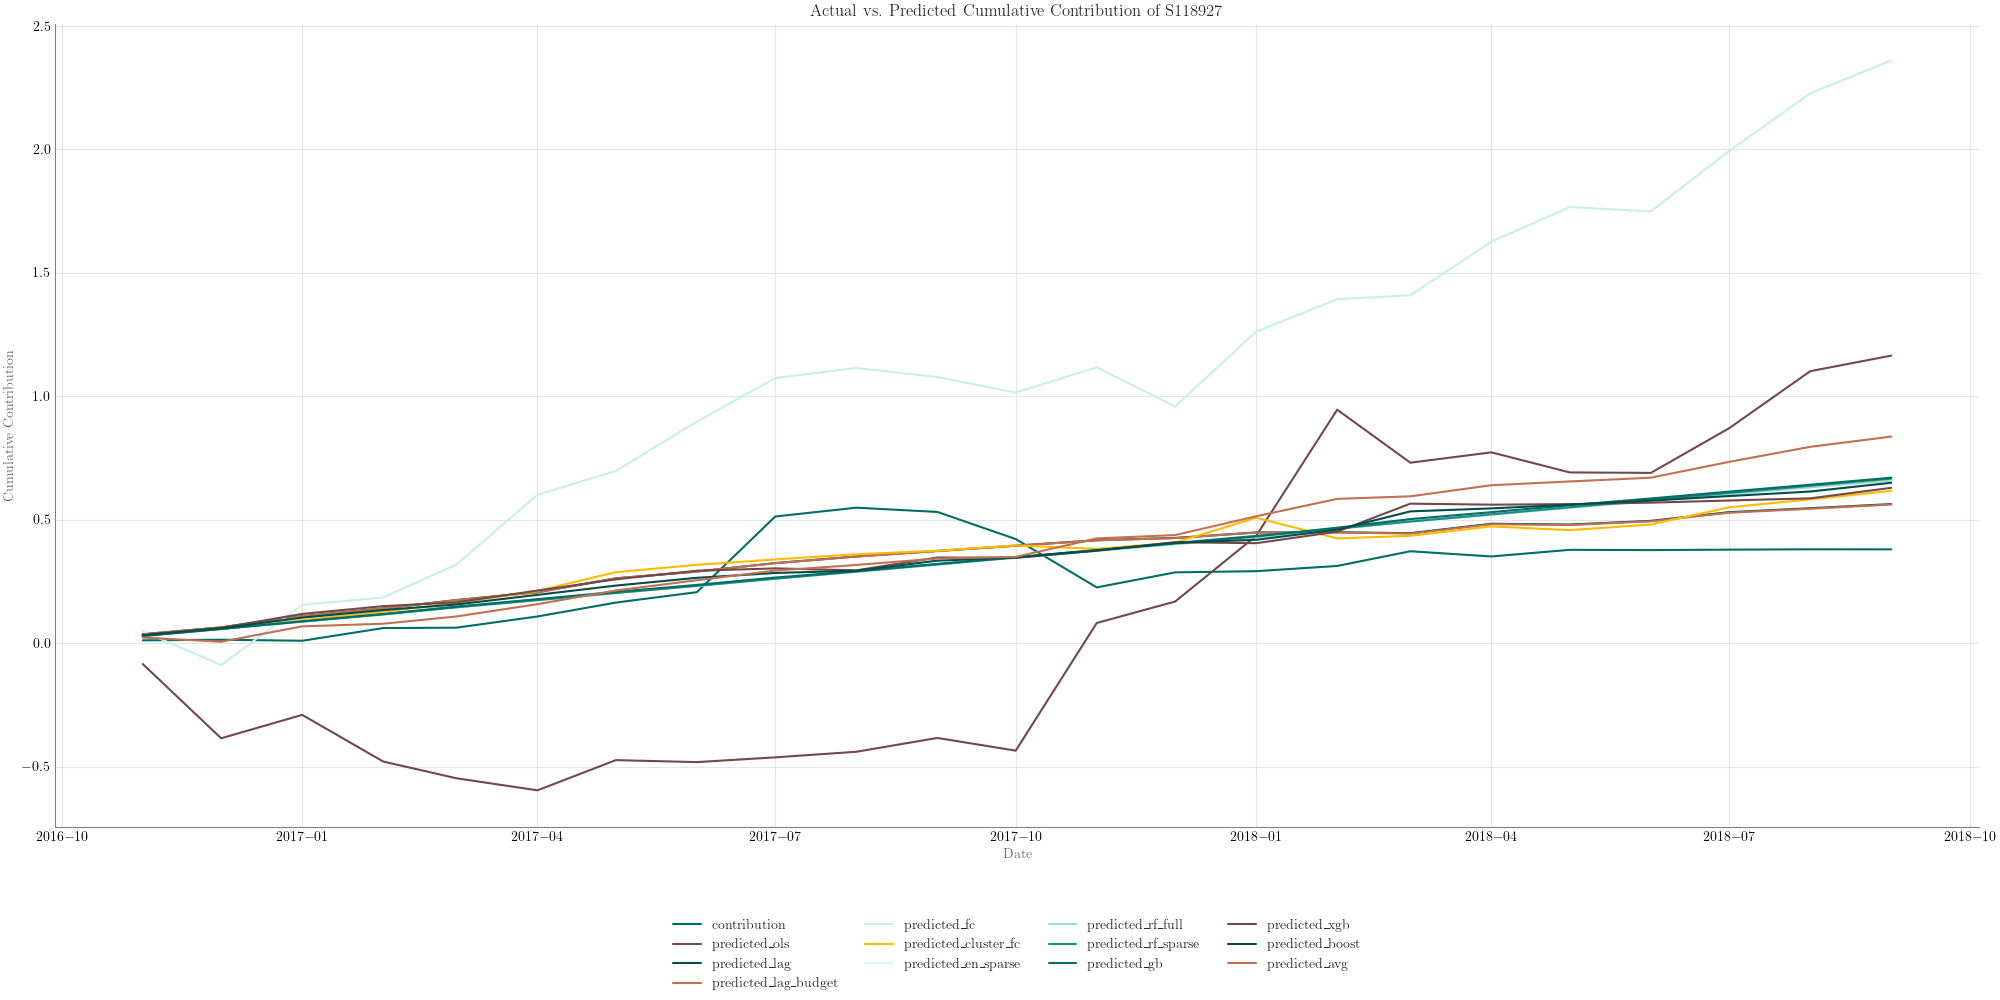 Actual vs. Predicted Cumulative Contribution of S118927
2.5
2.0
1.5
1.0
0.5
0.0
−0.5
Cumulative Contribution
2016−10 2017−01 2017−04 2017−07 2017−10 2018−01 2018−04 2018−07 2018−10
Date
contribution predicted_fc predicted_rf_full predicted_xgb
predicted_ols predicted_cluster_fc predicted_rf_sparse predicted_boost
predicted_lag predicted_en_sparse predicted_gb predicted_avg
predicted_lag_budget